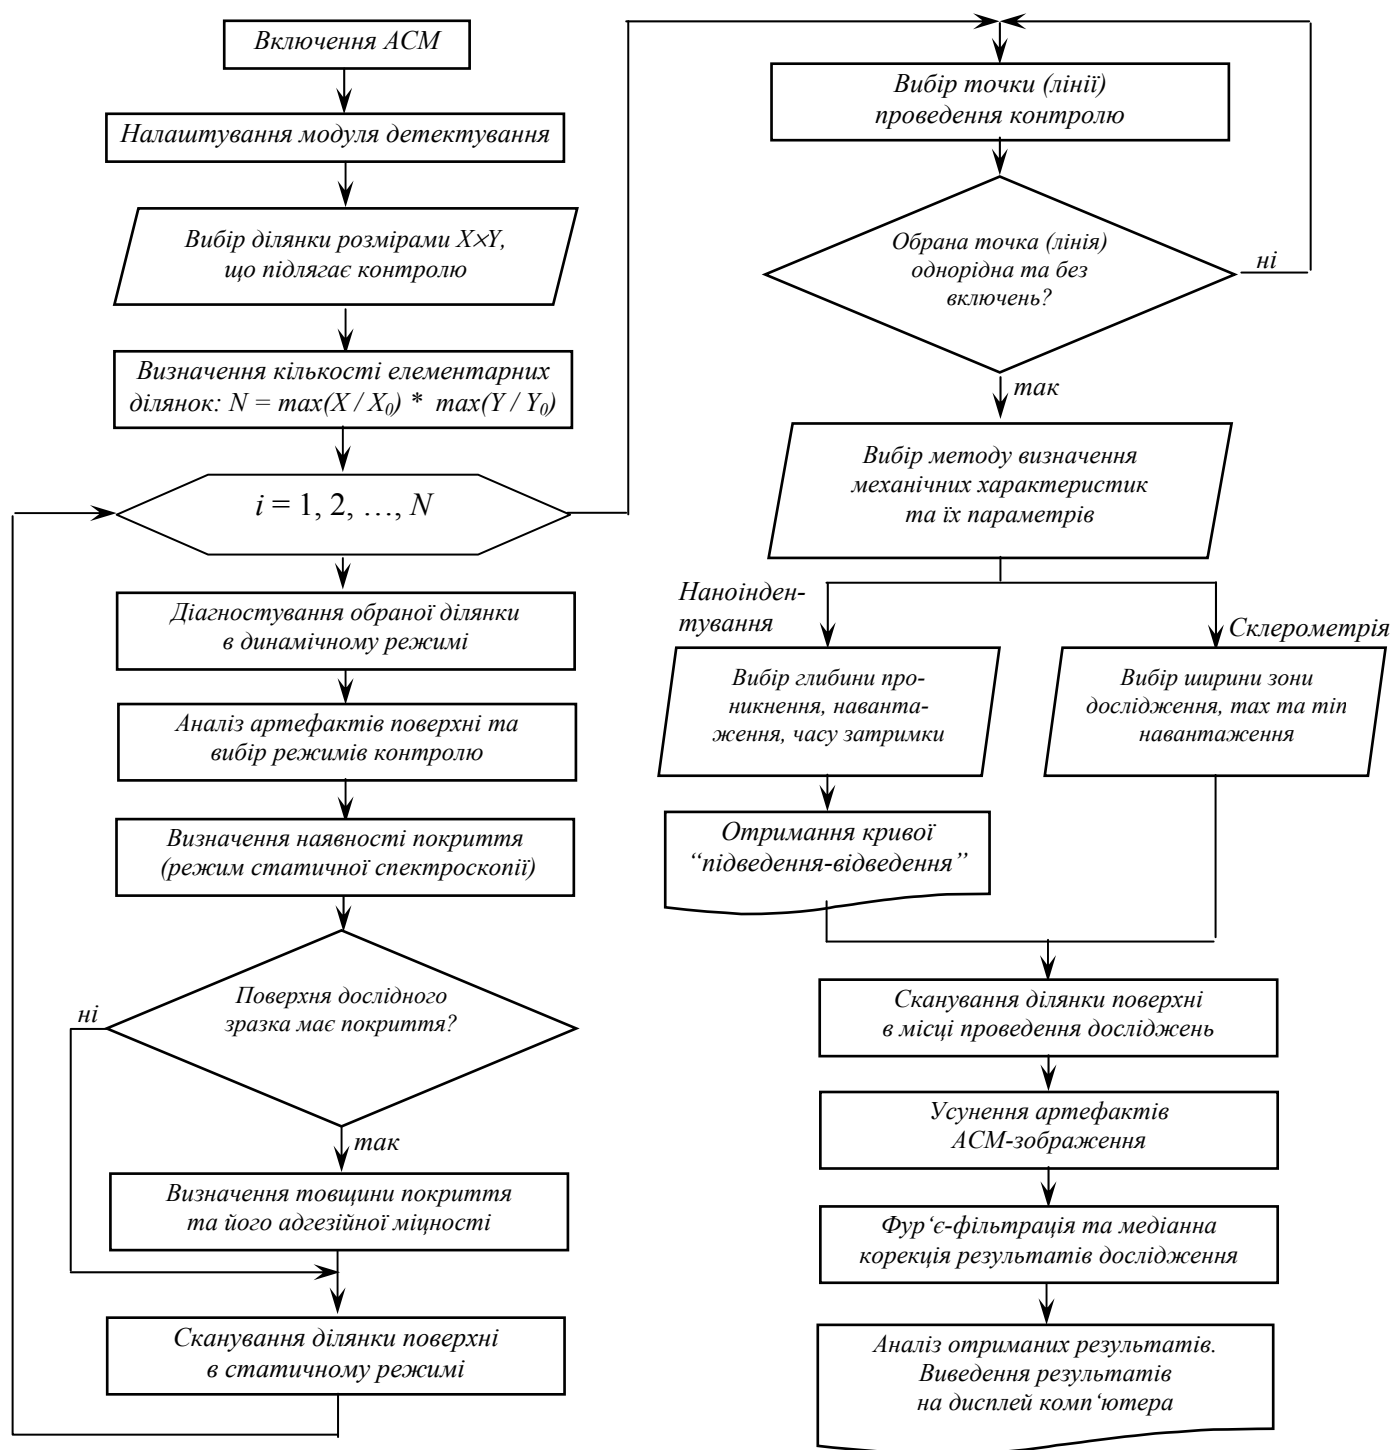 Включення АСМ
Налаштування модуля детектування
Вибір ділянки розмірами X×Y,
що підлягає контролю
Визначення кількості елементарних
ділянок: N = max(X / X₀) * max(Y / Y₀)
i = 1, 2, …, N
Діагностування обраної ділянки
в динамічному режимі
Аналіз артефактів поверхні та
вибір режимів контролю
Визначення наявності покриття
(режим статичної спектроскопії)
Поверхня дослідного
зразка має покриття?
ні
так
Визначення товщини покриття
та його адгезійної міцності
Сканування ділянки поверхні
в статичному режимі
Вибір точки (лінії)
проведення контролю
Обрана точка (лінія)
однорідна та без
включень?
ні
так
Вибір методу визначення
механічних характеристик
та їх параметрів
Наноінден-
тування
Склерометрія
Вибір глибини про-
никнення, наванта-
ження, часу затримки
Вибір ширини зони
дослідження, max та min
навантаження
Отримання кривої
“підведення-відведення”
Сканування ділянки поверхні
в місці проведення досліджень
Усунення артефактів
АСМ-зображення
Фур‘є-фільтрація та медіанна
корекція результатів дослідження
Аналіз отриманих результатів.
Виведення результатів
на дисплей комп‘ютера